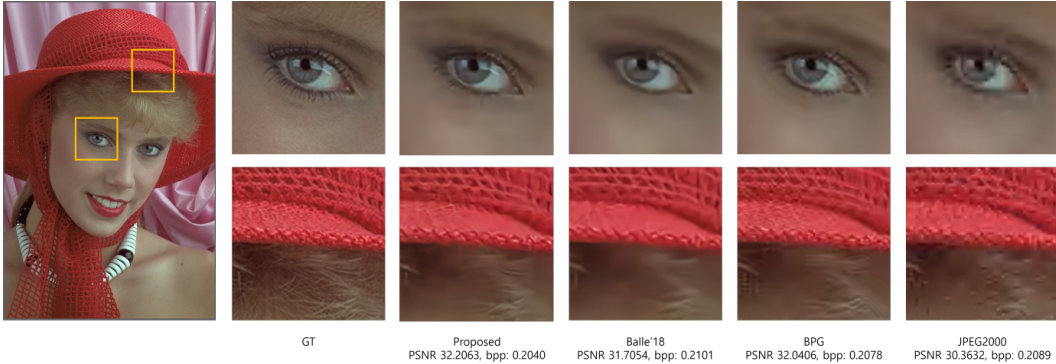 GT
Proposed
PSNR 32.2063, bpp: 0.2040
Balle'18
PSNR 31.7054, bpp: 0.2101
BPG
PSNR 32.0406, bpp: 0.2078
JPEG2000
PSNR 30.3632, bpp: 0.2089